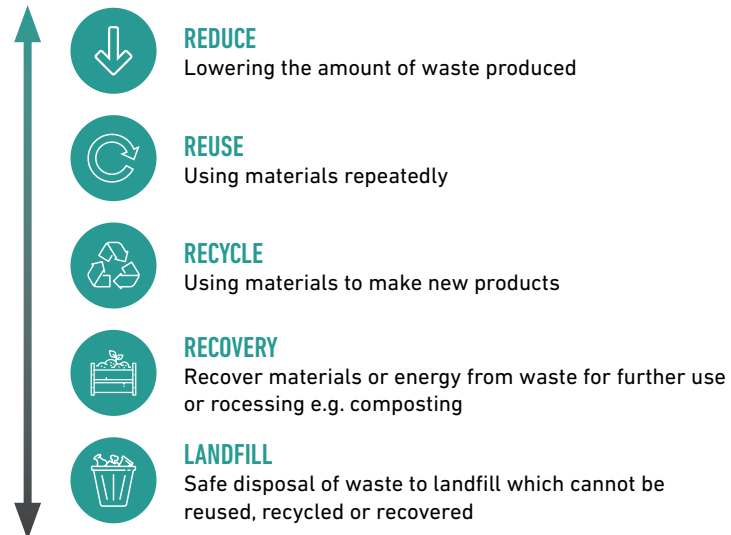 REDUCE
Lowering the amount of waste produced
REUSE
Using materials repeatedly
RECYCLE
Using materials to make new products
RECOVERY
Recover materials or energy from waste for further use
or rocessing e.g. composting
LANDFILL
Safe disposal of waste to landfill which cannot be
reused, recycled or recovered